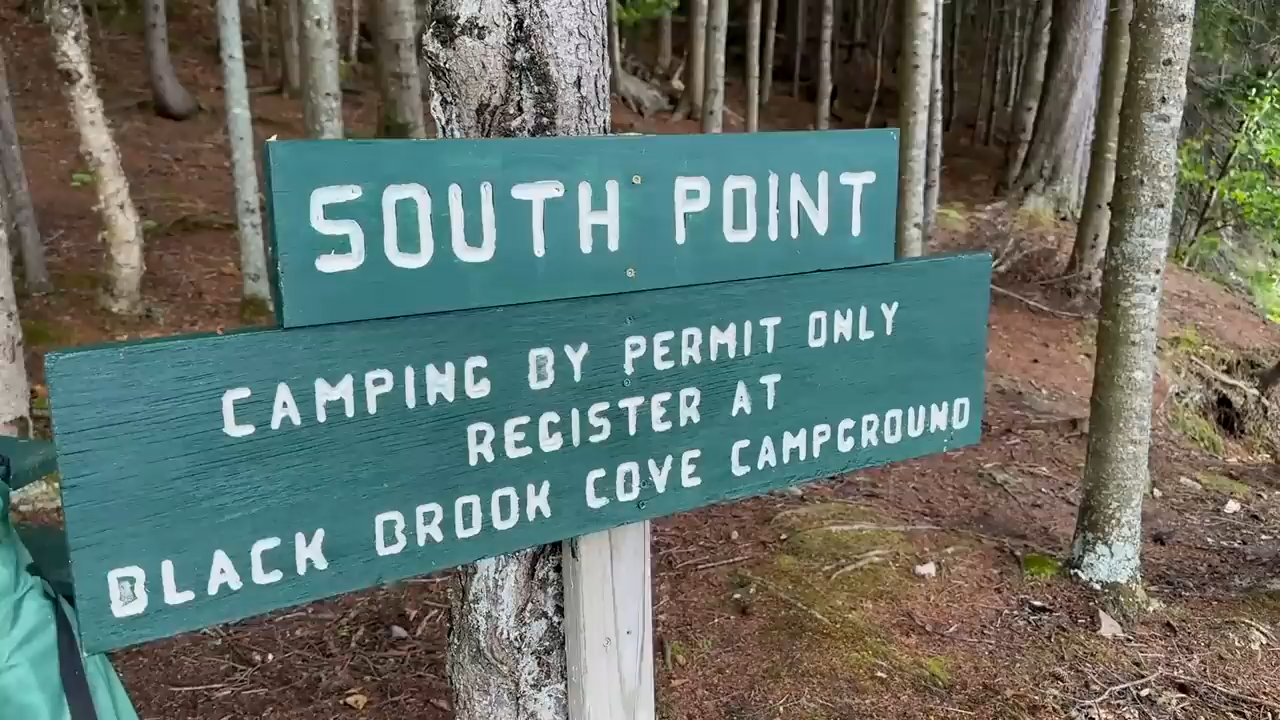 SOUTH POINT
CAMPING BY PERMIT ONLY
REGISTER AT
BLACK BROOK COVE CAMPGROUND